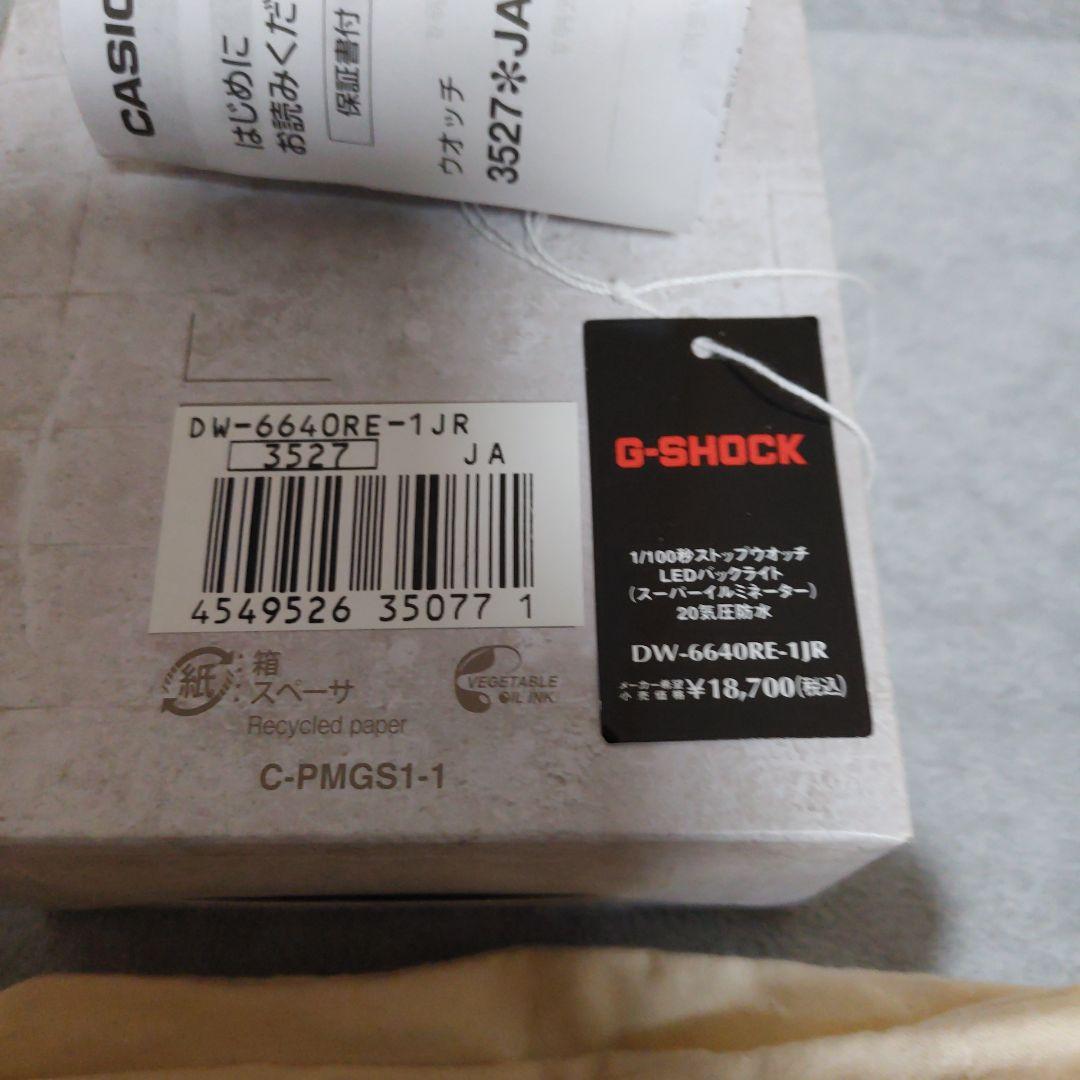 CASIO
はじめに
お読みくだ
保証書付
ウオッチ
3527※JA
DW-6640RE-1JR
3527
JA
4549526 35077 1
紙:箱
スペーサ
Recycled paper
VEGETABLE
OIL INK
C-PMGS1-1
G-SHOCK
1/100秒ストップウオッチ
LEDバックライト
(スーパーイルミネーター)
20気圧防水
DW-6640RE-1JR
メーカー希望
小売価格 ¥18,700(税込)